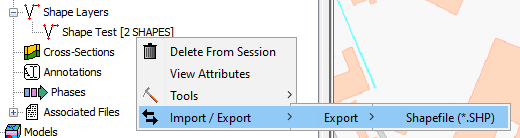 Shape Layers
Shape Test [2 SHAPES]
Cross-Sections
Annotations
Phases
Associated Files
Models
Delete From Session
View Attributes
Tools
Import / Export
Export
Shapefile (*.SHP)